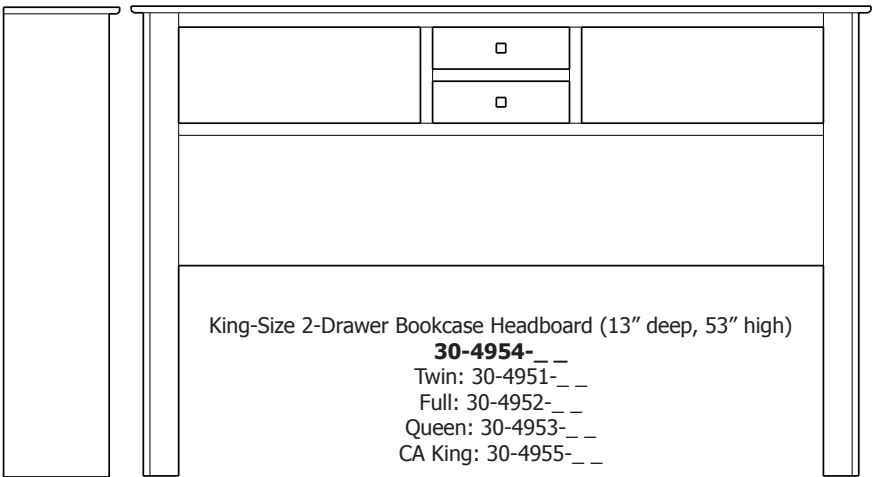 King-Size 2-Drawer Bookcase Headboard (13″ deep, 53″ high)
30-4954-_ _
Twin: 30-4951-_ _
Full: 30-4952-_ _
Queen: 30-4953-_ _
CA King: 30-4955-_ _